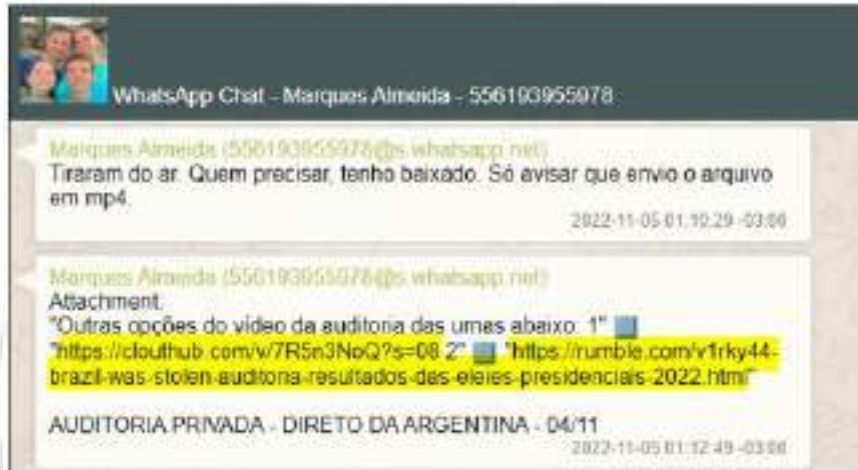 WhatsApp Chat - Marques Almeida - 556193955978
Marques Almeida (556193955978@s.whatsapp.net)
Tiraram do ar. Quem precisar, tenho baixado. Só avisar que envio o arquivo
em mp4.
2022-11-05 01:10:29 -03:00
Marques Almeida (556193955978@s.whatsapp.net)
Attachment:
"Outras opções do vídeo da auditoria das urnas abaixo: 1"
"https://clouthub.com/v/7R5n3NoQ?s=08 2" "https://rumble.com/v1rky44-
brazil-was-stolen-auditoria-resultados-das-eleies-presidenciais-2022.html"
AUDITORIA PRIVADA - DIRETO DA ARGENTINA - 04/11
2022-11-05 01:12:49 -03:00